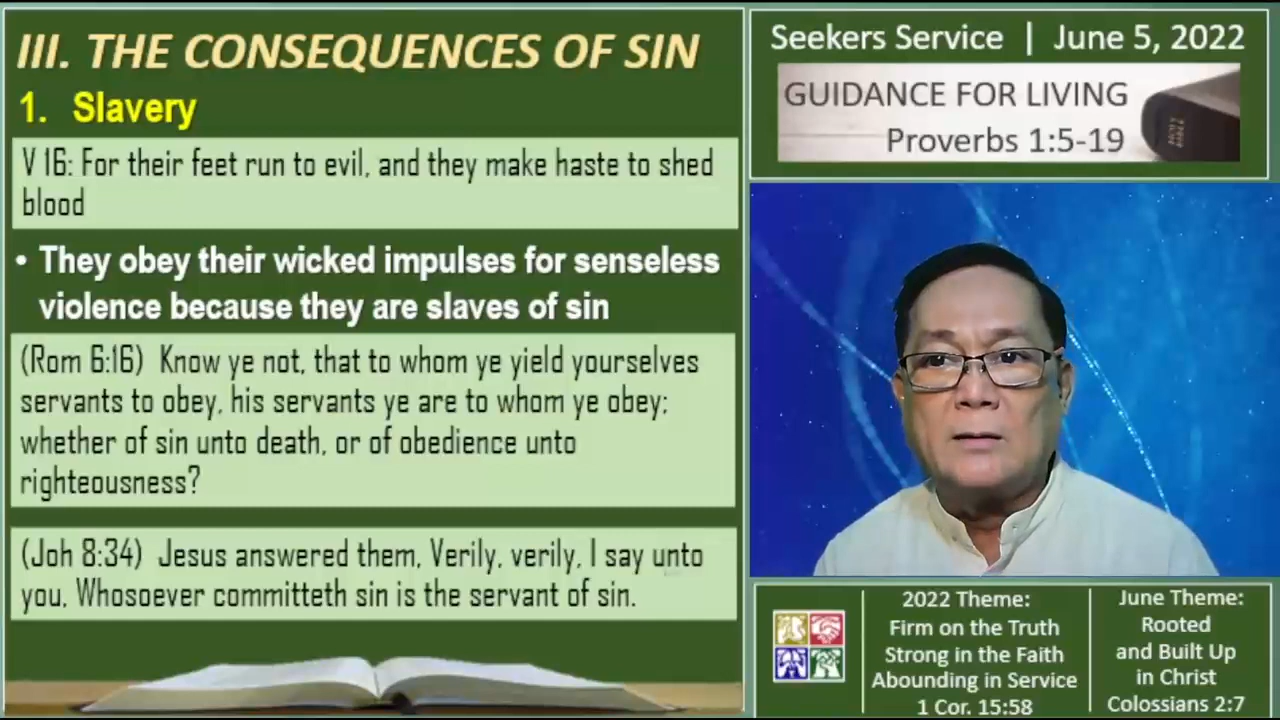 III. THE CONSEQUENCES OF SIN
1. Slavery
V 16: For their feet run to evil, and they make haste to shed
blood
• They obey their wicked impulses for senseless
violence because they are slaves of sin
(Rom 6:16) Know ye not, that to whom ye yield yourselves
servants to obey, his servants ye are to whom ye obey;
whether of sin unto death, or of obedience unto
righteousness?
(Joh 8:34) Jesus answered them, Verily, verily, I say unto
you, Whosoever committeth sin is the servant of sin.
Seekers Service | June 5, 2022
GUIDANCE FOR LIVING
Proverbs 1:5-19
2022 Theme:
Firm on the Truth
Strong in the Faith
Abounding in Service
1 Cor. 15:58
June Theme:
Rooted
and Built Up
in Christ
Colossians 2:7